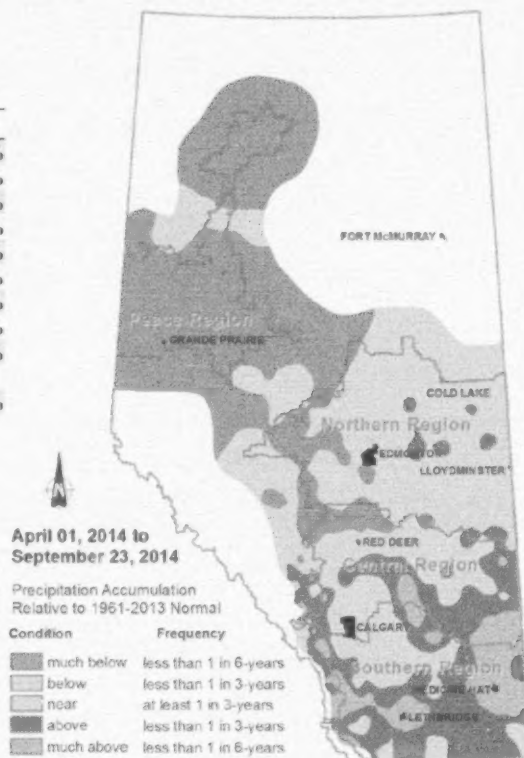 FORT McMURRAY
Peace Region
GRANDE PRAIRIE
COLD LAKE
Northern Region
EDMONTON
LLOYDMINSTER
N
April 01, 2014 to
September 23, 2014
RED DEER
Central Region
Precipitation Accumulation
Relative to 1961-2013 Normal
CALGARY
Condition Frequency
much below less than 1 in 6-years
Southern Region
below less than 1 in 3-years
MEDICINE HAT
near at least 1 in 3-years
LETHBRIDGE
above less than 1 in 3-years
much above less than 1 in 6-years